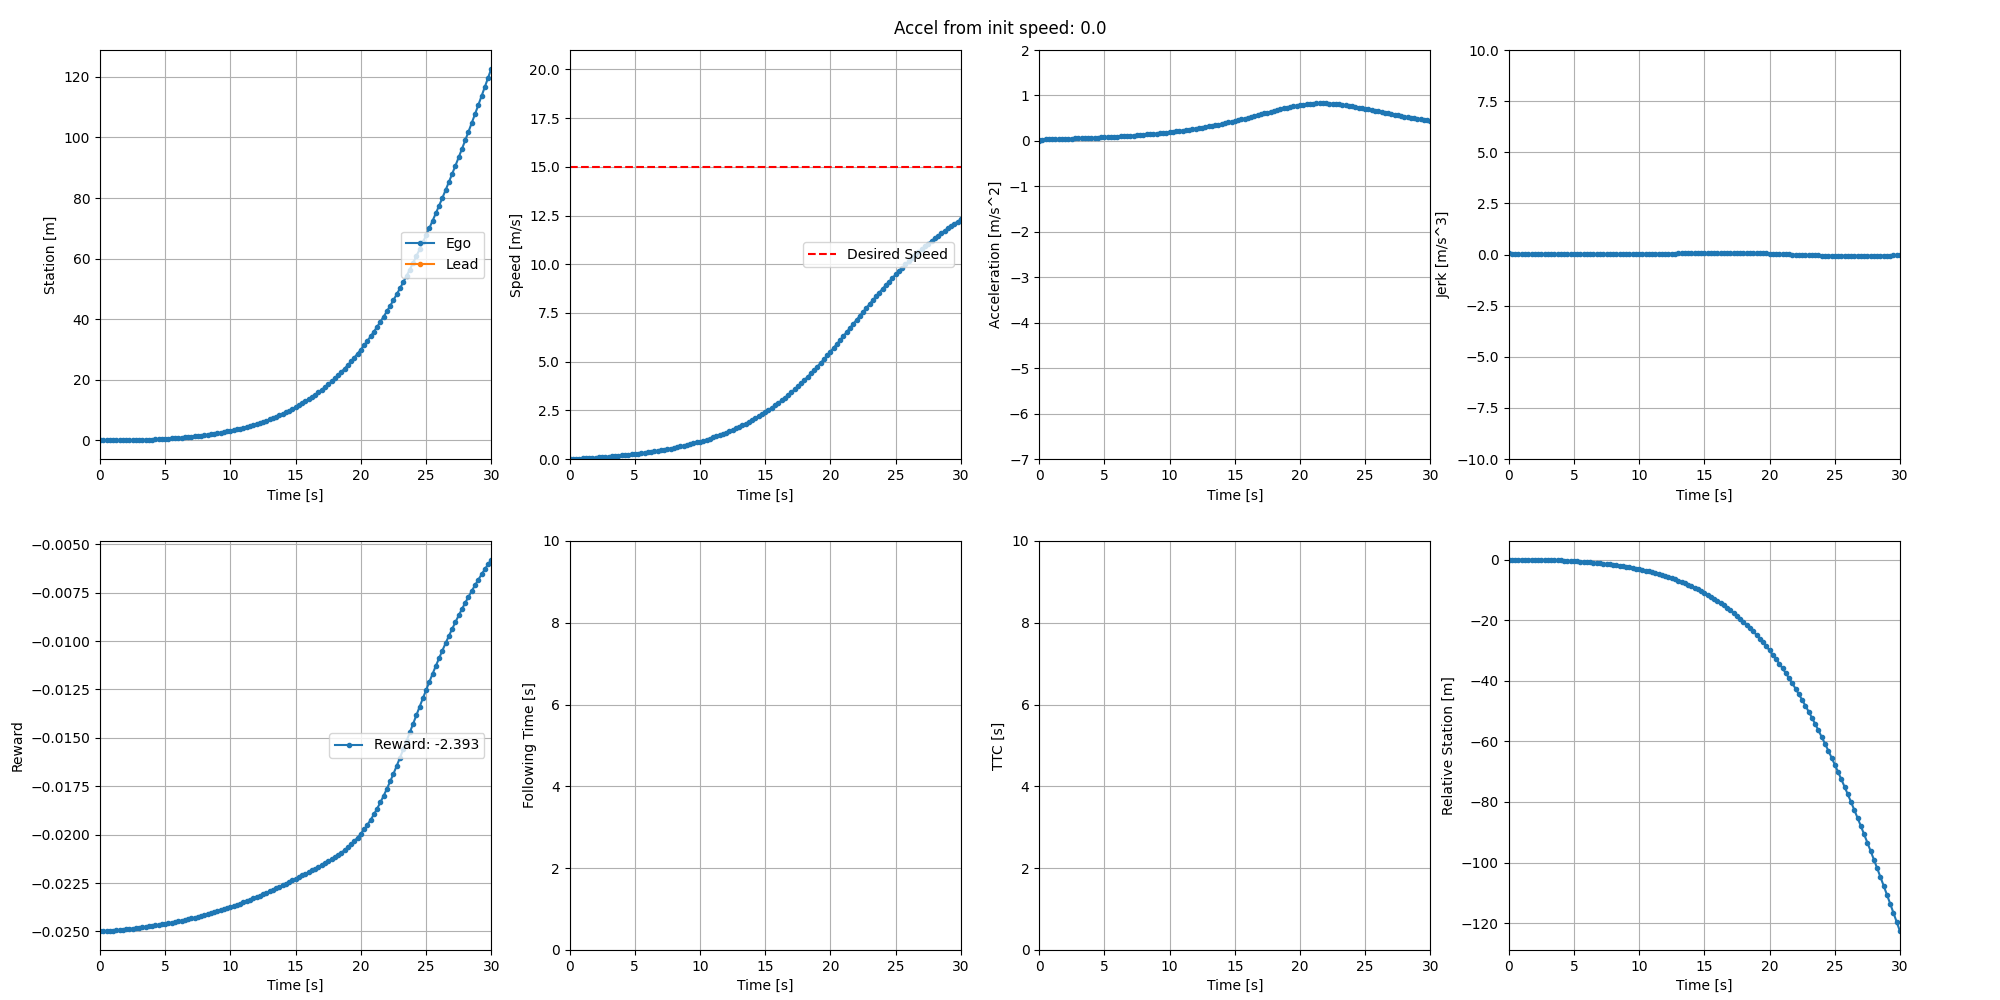 Accel from init speed: 0.0
120
100
80
60
40
20
0
Station [m]
Ego
Lead
0 5 10 15 20 25 30
Time [s]
20.0
17.5
15.0
12.5
10.0
7.5
5.0
2.5
0.0
Speed [m/s]
Desired Speed
0 5 10 15 20 25 30
Time [s]
2
1
0
−1
−2
−3
−4
−5
−6
−7
Acceleration [m/s^2]
0 5 10 15 20 25 30
Time [s]
10.0
7.5
5.0
2.5
0.0
−2.5
−5.0
−7.5
−10.0
Jerk [m/s^3]
0 5 10 15 20 25 30
Time [s]
−0.0050
−0.0075
−0.0100
−0.0125
−0.0150
−0.0175
−0.0200
−0.0225
−0.0250
Reward
Reward: -2.393
0 5 10 15 20 25 30
Time [s]
10
8
6
4
2
0
Following Time [s]
0 5 10 15 20 25 30
Time [s]
10
8
6
4
2
0
TTC [s]
0 5 10 15 20 25 30
Time [s]
0
−20
−40
−60
−80
−100
−120
Relative Station [m]
0 5 10 15 20 25 30
Time [s]